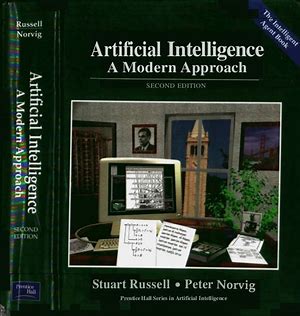 Russell
Norvig
Artificial Intelligence
A Modern Approach
SECOND
EDITION
Prentice
Hall
The Intelligent
Agent Book
Artificial Intelligence
A Modern Approach
SECOND EDITION
Stuart Russell • Peter Norvig
Prentice Hall Series in Artificial Intelligence